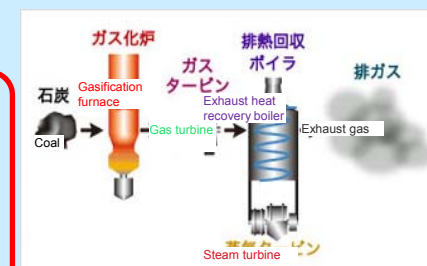 ガス化炉
排熱回収
ボイラ
ガス
タービン
排ガス
石炭
Gasification
furnace
Exhaust heat
recovery boiler
Coal
Gas turbine
Exhaust gas
Steam turbine